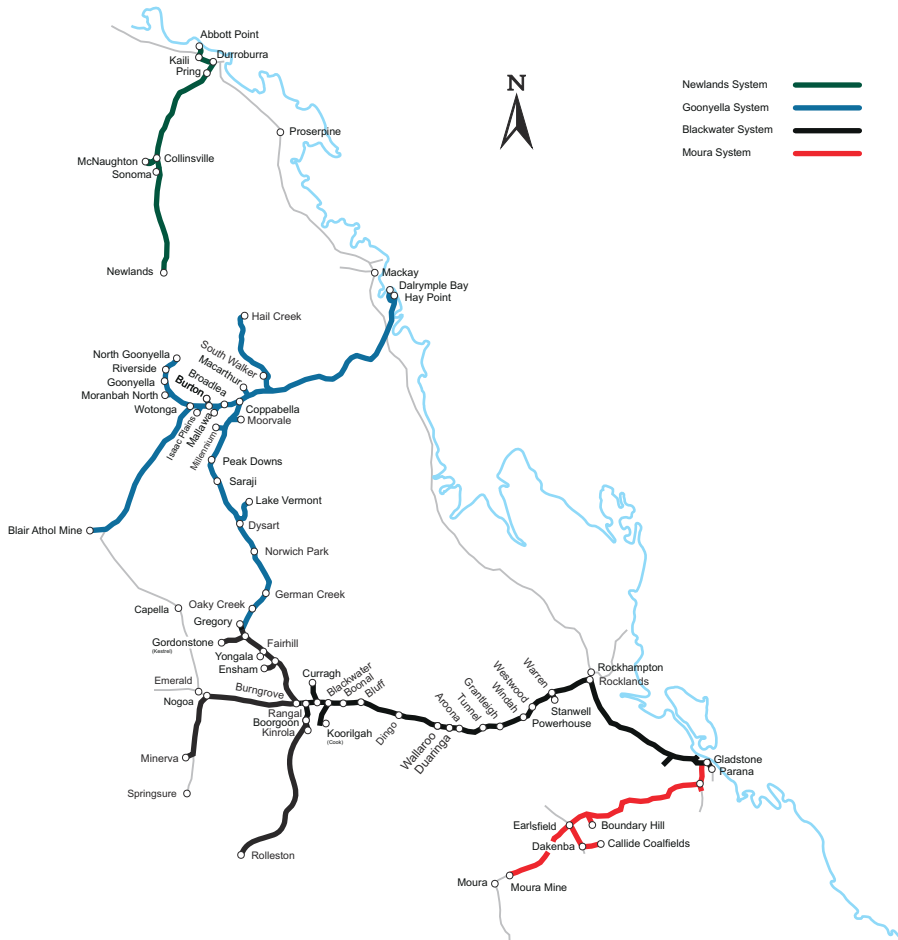 Abbott Point
Kaili
Durroburra
Pring
N
Newlands System
Goonyella System
Blackwater System
Moura System
Proserpine
McNaughton
Collinsville
Sonoma
Newlands
Mackay
Dalrymple Bay
Hay Point
Hail Creek
North Goonyella
South Walker
Riverside
Macarthur
Goonyella
Broadlea
Moranbah North
Burton
Wotonga
Coppabella
Moorvale
Isaac Plains
Mallawa
Millennium
Peak Downs
Saraji
Lake Vermont
Dysart
Blair Athol Mine
Norwich Park
German Creek
Capella
Oaky Creek
Gregory
Gordonstone
(Kestrel)
Fairhill
Yongala
Ensham
Emerald
Nogoa
Burngrove
Curragh
Blackwater
Boonal
Bluff
Rangal
Boorgoon
Kinrola
Koorilgah
(Cook)
Dingo
Wallaroo
Duaringa
Aroona
Tunnel
Grantleigh
Windah
Westwood
Warren
Rockhampton
Rocklands
Stanwell
Powerhouse
Minerva
Springsure
Rolleston
Gladstone
Parana
Earlsfield
Boundary Hill
Dakenba
Callide Coalfields
Moura
Moura Mine